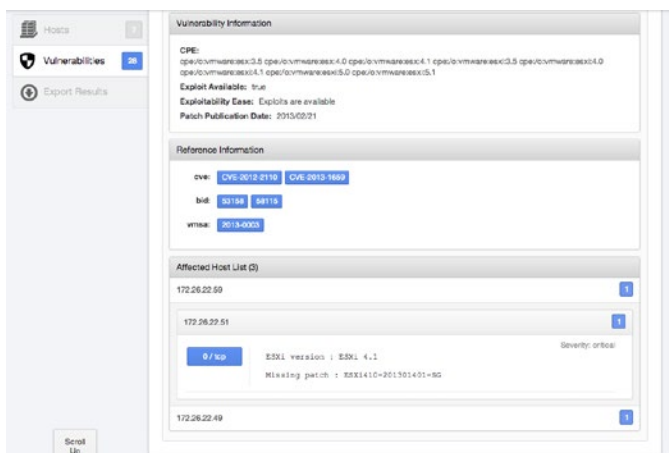 Hosts
Vulnerabilities 26
Export Results
Scroll
Up
Vulnerability Information
CPE:
cpe:/o:vmware:esx:3.5 cpe:/o:vmware:esx:4.0 cpe:/o:vmware:esx:4.1 cpe:/o:vmware:esxi:3.5 cpe:/o:vmware:esxi:4.0
cpe:/o:vmware:esxi:4.1 cpe:/o:vmware:esxi:5.0 cpe:/o:vmware:esxi:5.1
Exploit Available: true
Exploitability Ease: Exploits are available
Patch Publication Date: 2013/02/21
Reference Information
cve: CVE-2012-2110 CVE-2013-1659
bid: 53158 58115
vmsa: 2013-0003
Affected Host List (3)
172.26.22.59 1
172.26.22.51 1
Severity: critical
0 / tcp
ESXi version : ESXi 4.1
Missing patch : ESXi410-201301401-SG
172.26.22.49 1